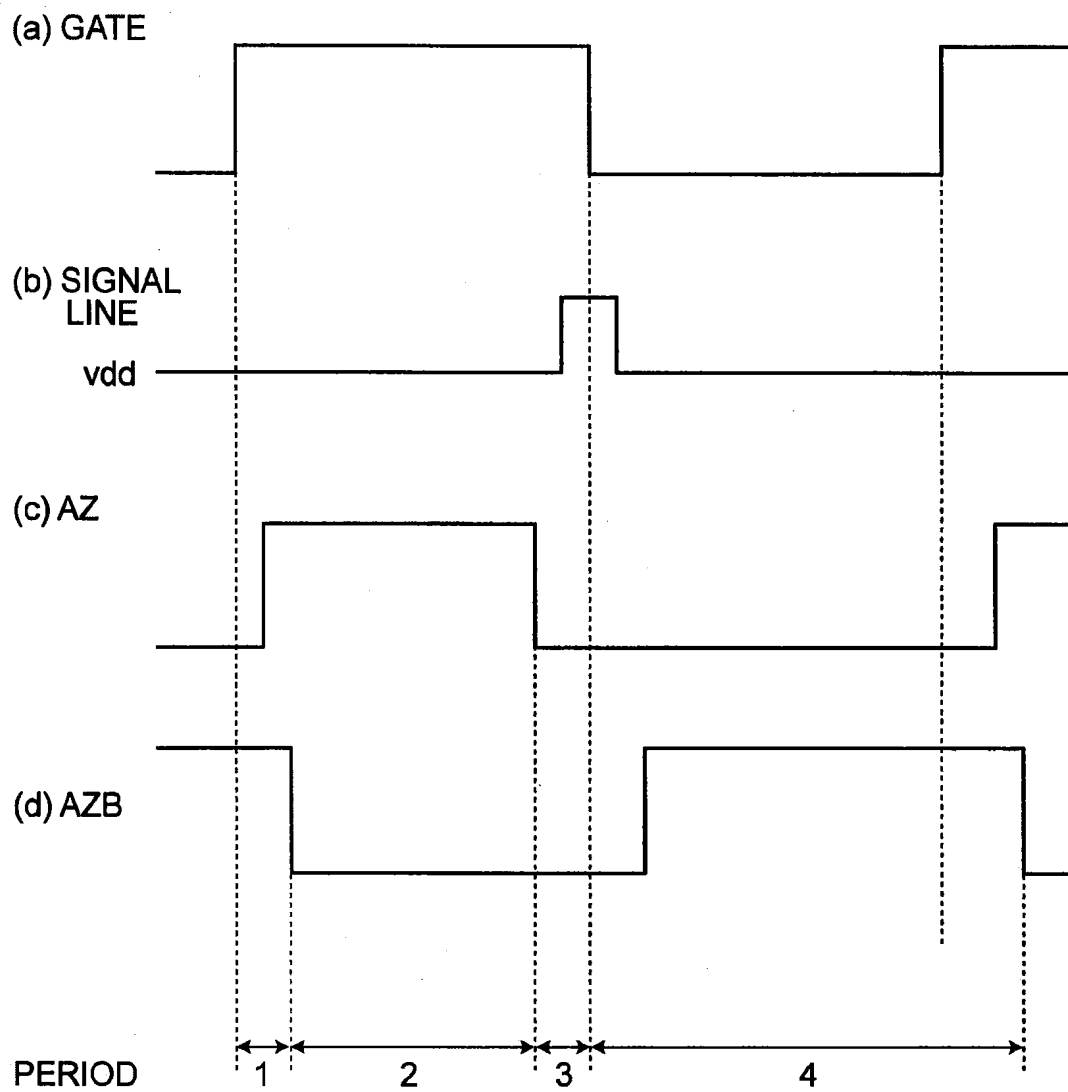 (a) GATE
(b) SIGNAL
LINE
vdd
(c) AZ
(d) AZB
PERIOD 1 2 3 4